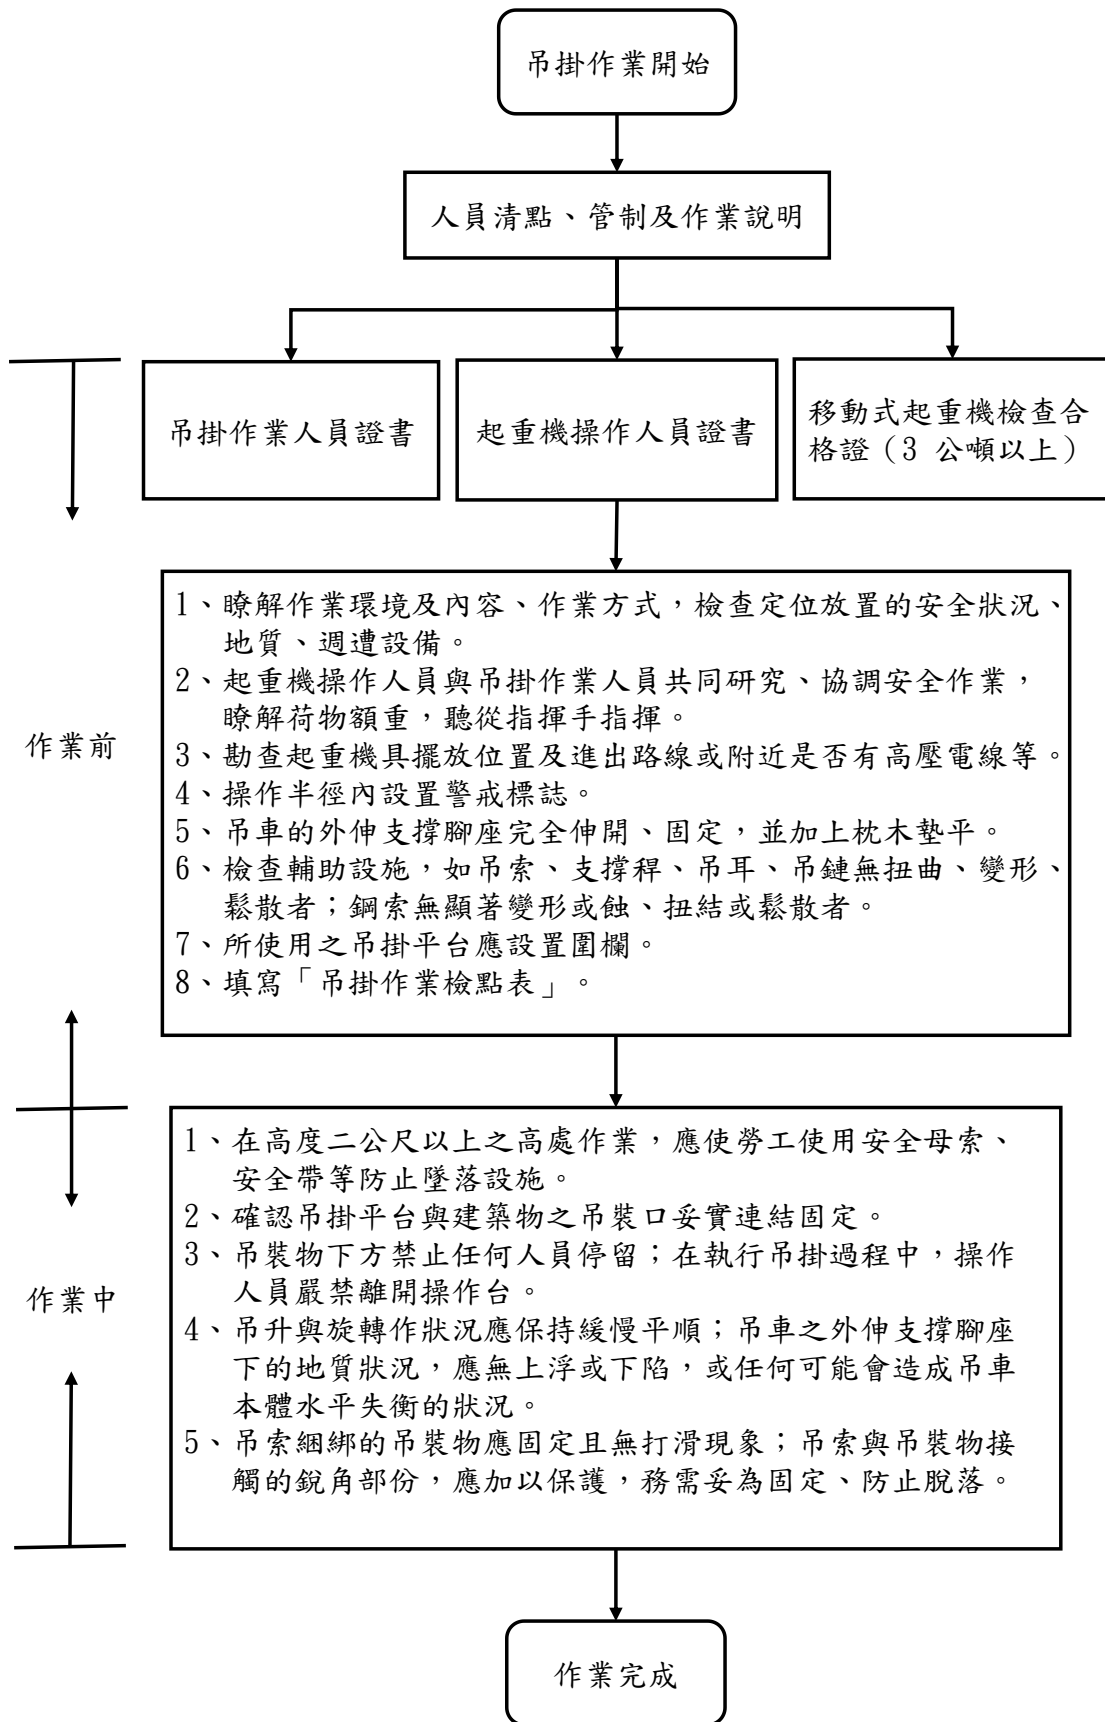 吊掛作業開始
人員清點、管制及作業說明
吊掛作業人員證書
起重機操作人員證書
移動式起重機檢查合
格證（3 公噸以上）
作業前
1、瞭解作業環境及內容、作業方式，檢查定位放置的安全狀況、
地質、週遭設備。
2、起重機操作人員與吊掛作業人員共同研究、協調安全作業，
瞭解荷物額重，聽從指揮手指揮。
3、勘查起重機具擺放位置及進出路線或附近是否有高壓電線等。
4、操作半徑內設置警戒標誌。
5、吊車的外伸支撐腳座完全伸開、固定，並加上枕木墊平。
6、檢查輔助設施，如吊索、支撐稈、吊耳、吊鏈無扭曲、變形、
鬆散者；鋼索無顯著變形或蝕、扭結或鬆散者。
7、所使用之吊掛平台應設置圍欄。
8、填寫「吊掛作業檢點表」。
作業中
1、在高度二公尺以上之高處作業，應使勞工使用安全母索、
安全帶等防止墜落設施。
2、確認吊掛平台與建築物之吊裝口妥實連結固定。
3、吊裝物下方禁止任何人員停留；在執行吊掛過程中，操作
人員嚴禁離開操作台。
4、吊升與旋轉作狀況應保持緩慢平順；吊車之外伸支撐腳座
下的地質狀況，應無上浮或下陷，或任何可能會造成吊車
本體水平失衡的狀況。
5、吊索綑綁的吊裝物應固定且無打滑現象；吊索與吊裝物接
觸的銳角部份，應加以保護，務需妥為固定、防止脫落。
作業完成